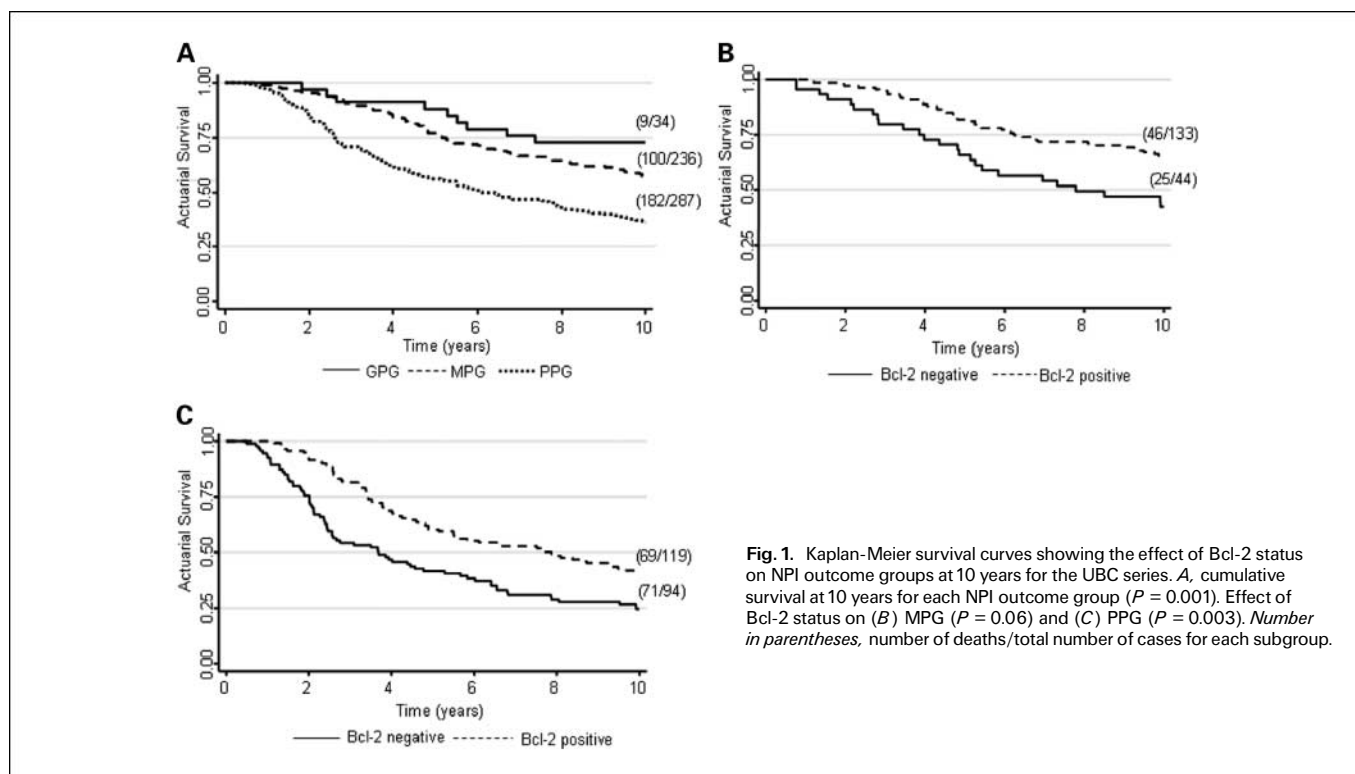 A
1.00
0.75
0.50
0.25
0.00
Actuarial Survival
(9/34)
(100/236)
(182/287)
0 2 4 6 8 10
Time (years)
GPG MPG PPG
B
1.00
0.75
0.50
0.25
0.00
Actuarial Survival
(46/133)
(25/44)
0 2 4 6 8 10
Time (years)
Bcl-2 negative Bcl-2 positive
C
1.00
0.75
0.50
0.25
0.00
Actuarial Survival
(69/119)
(71/94)
0 2 4 6 8 10
Time (years)
Bcl-2 negative Bcl-2 positive
Fig. 1. Kaplan-Meier survival curves showing the effect of Bcl-2 status
on NPI outcome groups at 10 years for the UBC series. A, cumulative
survival at 10 years for each NPI outcome group (P = 0.001). Effect of
Bcl-2 status on (B) MPG (P = 0.06) and (C) PPG (P = 0.003). Number
in parentheses, number of deaths/total number of cases for each subgroup.